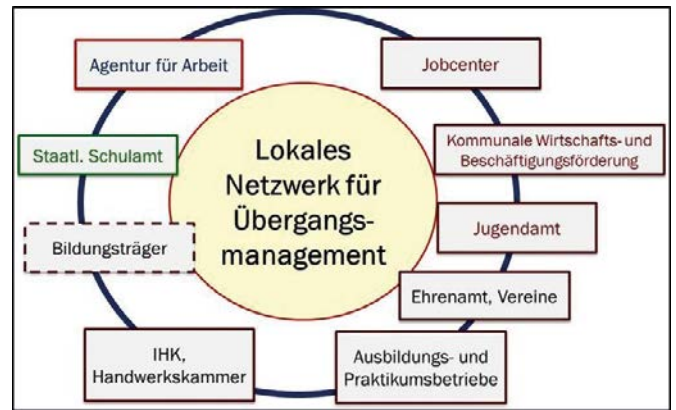 Agentur für Arbeit
Jobcenter
Staatl. Schulamt
Kommunale Wirtschafts- und
Beschäftigungsförderung
Lokales
Netzwerk für
Übergangs-
management
Bildungsträger
Jugendamt
Ehrenamt, Vereine
IHK,
Handwerkskammer
Ausbildungs- und
Praktikumsbetriebe